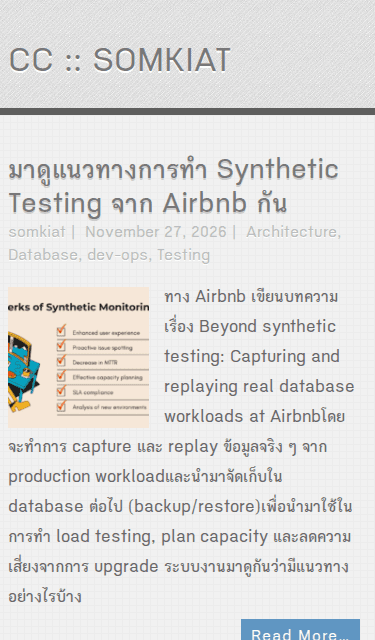 CC :: SOMKIAT
มาดูแนวทางการทำ Synthetic
Testing จาก Airbnb กัน
somkiat | November 27, 2026 | Architecture,
Database, dev-ops, Testing
erks of Synthetic Monitorin
Enhanced user experience
Proactive issue spotting
Decrease in MTTR
Effective capacity planning
SLA compliance
Analysis of new environments
ทาง Airbnb เขียนบทความ
เรื่อง Beyond synthetic
testing: Capturing and
replaying real database
workloads at Airbnbโดย
จะทำการ capture และ replay ข้อมูลจริง ๆ จาก
production workloadและนำมาจัดเก็บใน
database ต่อไป (backup/restore)เพื่อนำมาใช้ใน
การทำ load testing, plan capacity และลดความ
เสี่ยงจากการ upgrade ระบบงานมาดูกันว่ามีแนวทาง
อย่างไรบ้าง
Read More…